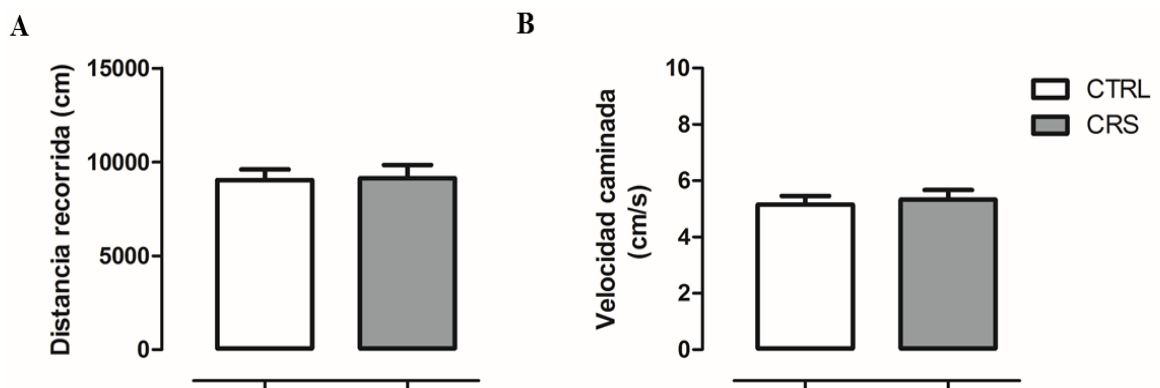 A
Distancia recorrida (cm)
15000
10000
5000
0
B
Velocidad caminada
(cm/s)
10
8
6
4
2
0
CTRL
CRS